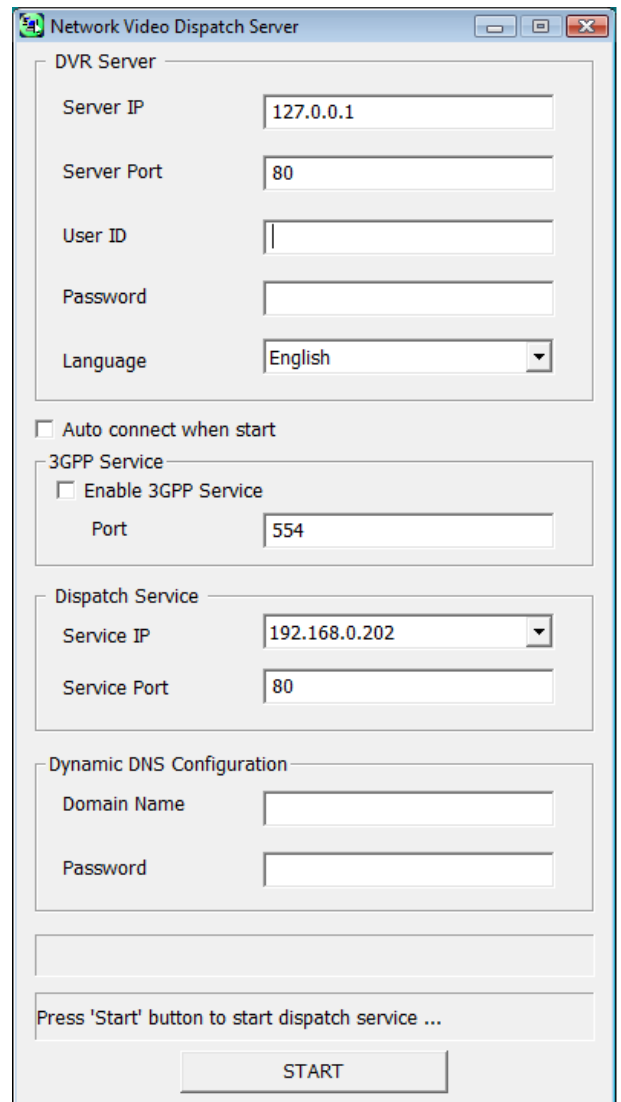 Network Video Dispatch Server
DVR Server
Server IP 127.0.0.1
Server Port 80
User ID
Password
Language English
Auto connect when start
3GPP Service
Enable 3GPP Service
Port 554
Dispatch Service
Service IP 192.168.0.202
Service Port 80
Dynamic DNS Configuration
Domain Name
Password
Press 'Start' button to start dispatch service ...
START